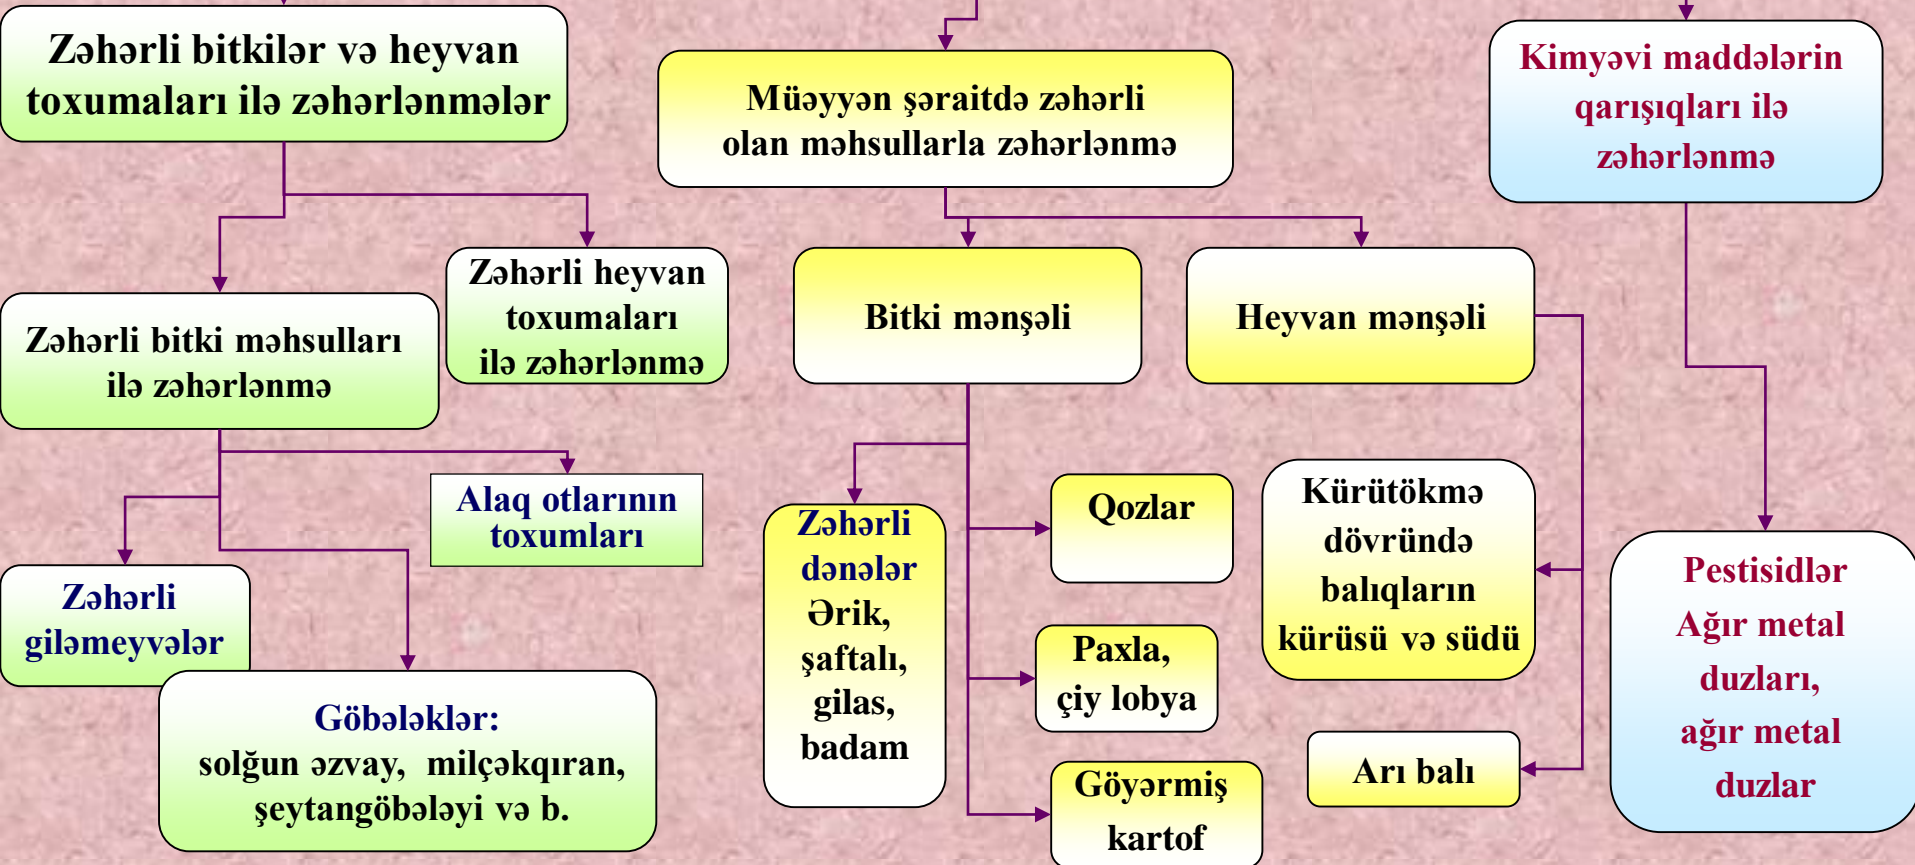 Zəhərli bitkilər və heyvan
toxumaları ilə zəhərlənmələr
Müəyyən şəraitdə zəhərli
olan məhsullarla zəhərlənmə
Kimyəvi maddələrin
qarışıqları ilə
zəhərlənmə
Zəhərli bitki məhsulları
ilə zəhərlənmə
Zəhərli heyvan
toxumaları
ilə zəhərlənmə
Bitki mənşəli
Heyvan mənşəli
Zəhərli
giləmeyvələr
Göbələklər:
solğun əzvay, milçəkqıran,
şeytangöbələyi və b.
Alaq otlarının
toxumları
Zəhərli
dənələr
Ərik,
şaftalı,
gilas,
badam
Qozlar
Paxla,
çiy lobya
Göyərmiş
kartof
Kürütökmə
dövründə
balıqların
kürüsü və südü
Arı balı
Pestisidlər
Ağır metal
duzları,
ağır metal
duzlar